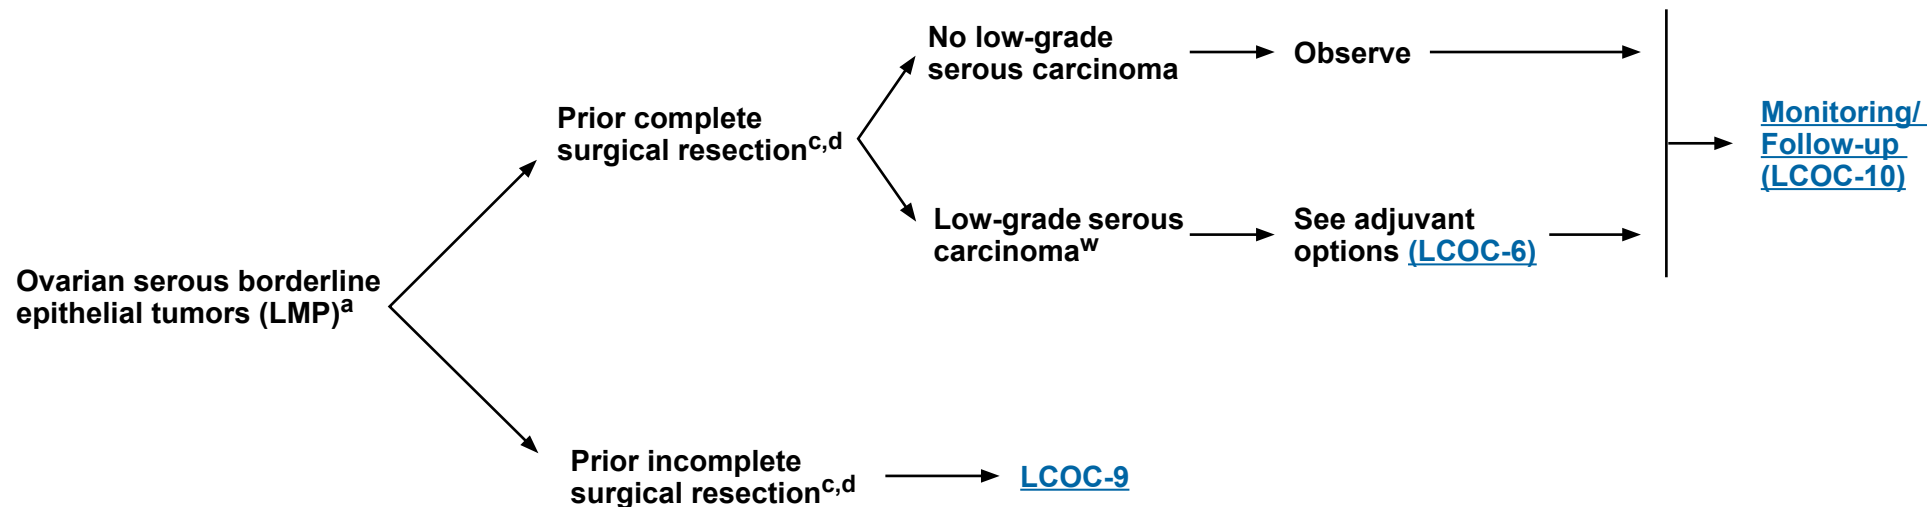 Ovarian serous borderline
epithelial tumors (LMP)a
Prior complete
surgical resectionc,d
No low-grade
serous carcinoma
Observe
Low-grade serous
carcinomaw
See adjuvant
options (LCOC-6)
Monitoring/
Follow-up
(LCOC-10)
Prior incomplete
surgical resectionc,d
LCOC-9